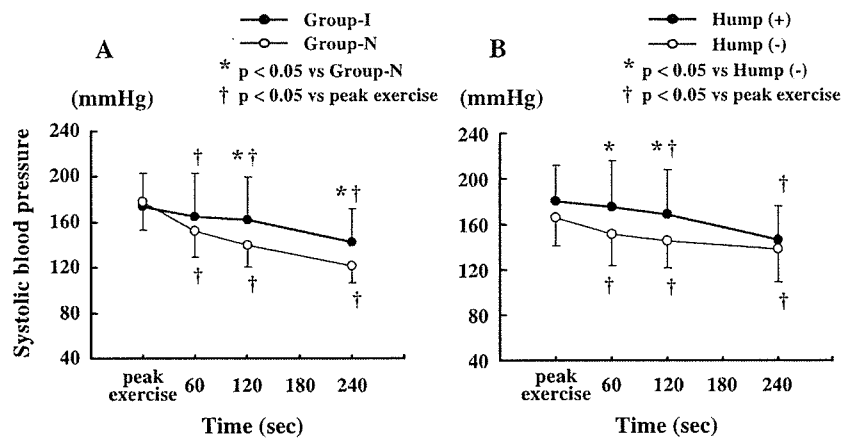 A
Group-I
Group-N
* p < 0.05 vs Group-N
† p < 0.05 vs peak exercise
(mmHg)
Systolic blood pressure
240
200
160
120
80
40
†
* †
* †
†
†
†
peak exercise
60
120
180
240
Time (sec)
B
Hump (+)
Hump (-)
* p < 0.05 vs Hump (-)
† p < 0.05 vs peak exercise
(mmHg)
240
200
160
120
80
40
*
* †
†
†
†
†
peak exercise
60
120
180
240
Time (sec)